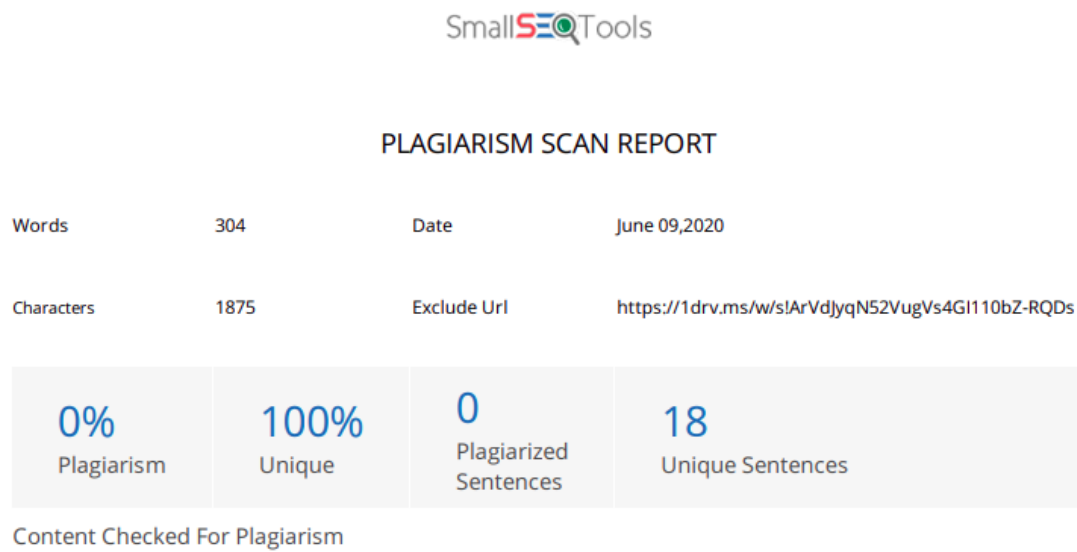 SmallSEOTools
PLAGIARISM SCAN REPORT
Words 304 Date June 09,2020
Characters 1875 Exclude Url https://1drv.ms/w/s!ArVdJyqN52VugVs4GI110bZ-RQDs
0% 100% 0 18
Plagiarism Unique Plagiarized Sentences Unique Sentences
Content Checked For Plagiarism